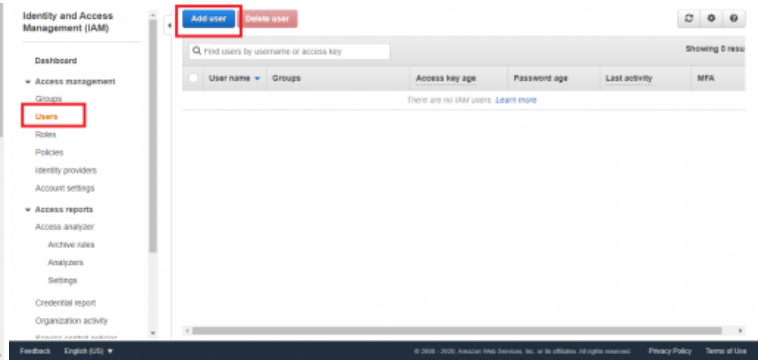 Identity and Access
Management (IAM)
Dashboard
Access management
Groups
Users
Roles
Policies
Identity providers
Account settings
Access reports
Access analyzer
Archive rules
Analyzers
Settings
Credential report
Organization activity
Service control policies
Add user Delete user
Find users by username or access key
Showing 0 resu
User name Groups Access key age Password age Last activity MFA
There are no IAM users. Learn more
Feedback English (US) © 2008 - 2020, Amazon Web Services, Inc. or its affiliates. All rights reserved. Privacy Policy Terms of Use